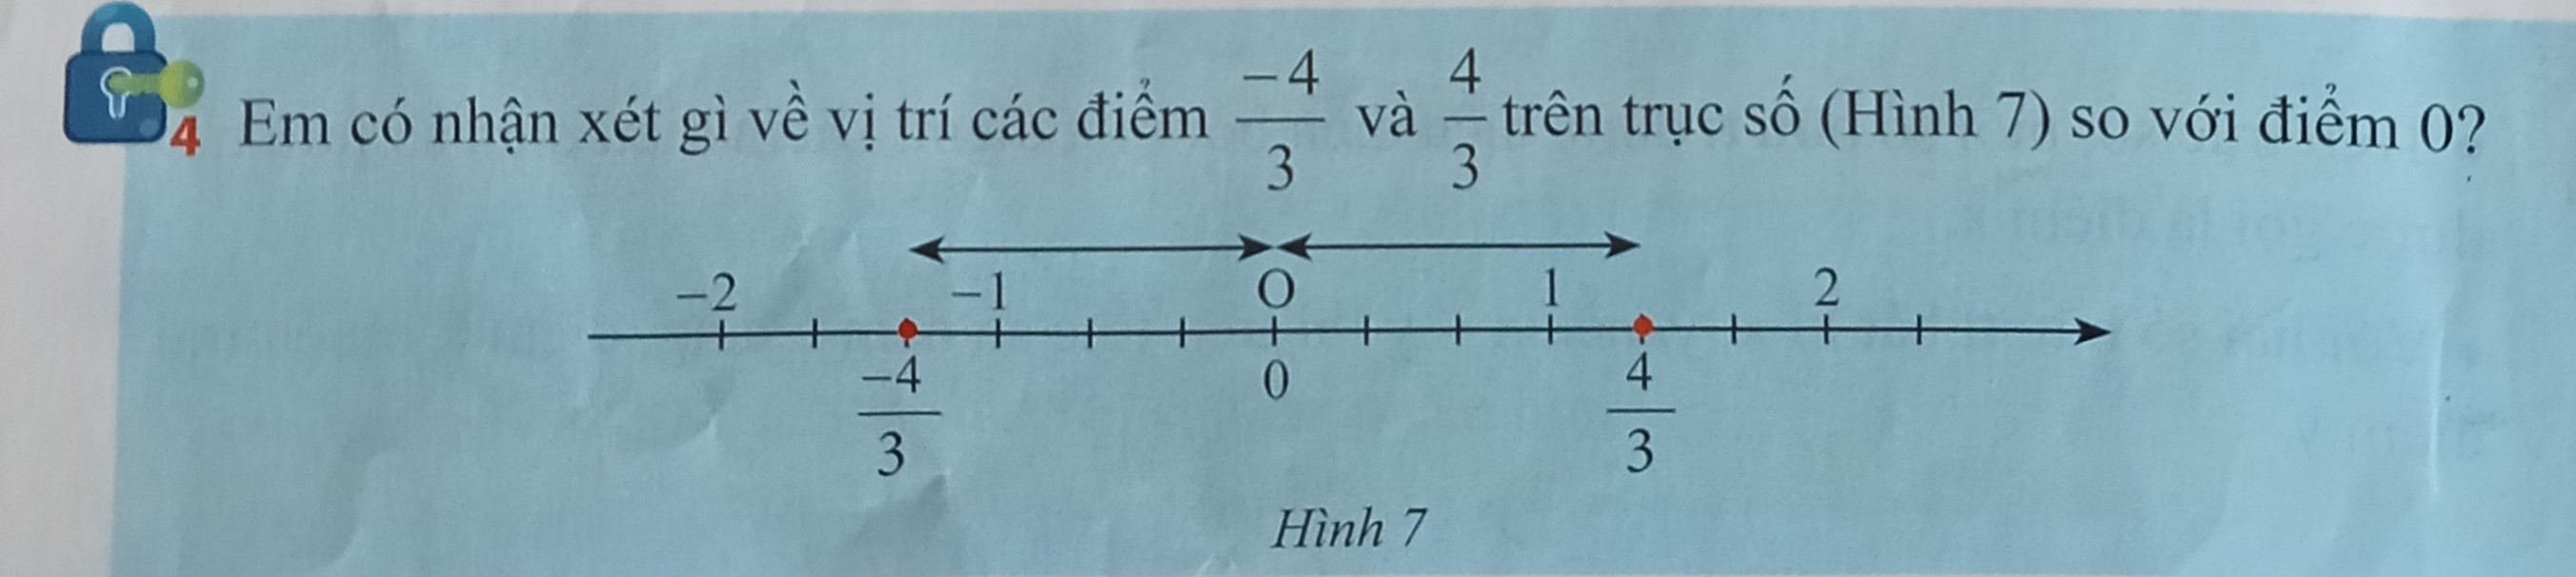 4 Em có nhận xét gì về vị trí các điểm -4/3 và 4/3 trên trục số (Hình 7) so với điểm 0?
-2 -1 O 1 2
-4/3 0 4/3
Hình 7